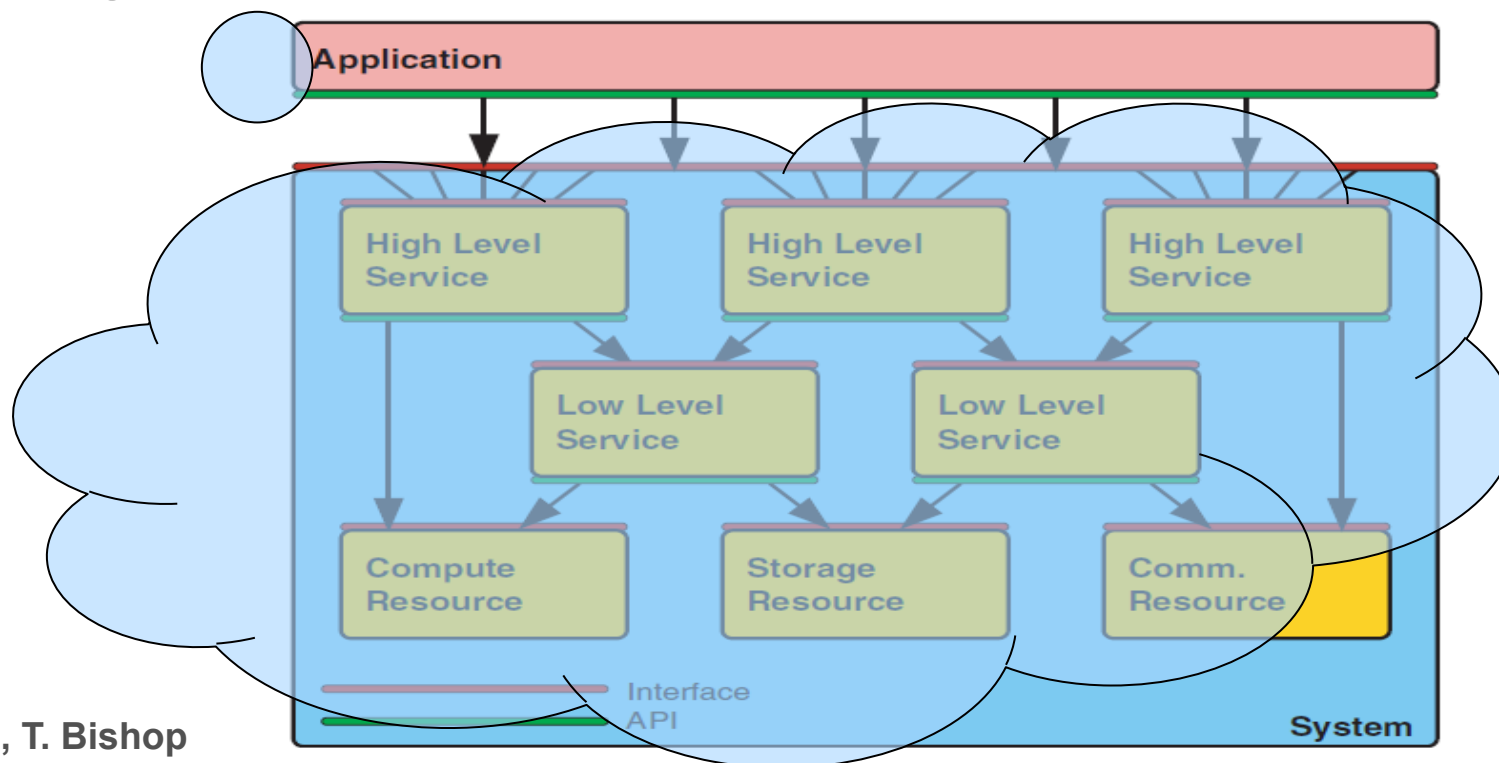 Application
High Level
Service
High Level
Service
High Level
Service
Low Level
Service
Low Level
Service
Compute
Resource
Storage
Resource
Comm.
Resource
Interface
API
System
, T. Bishop